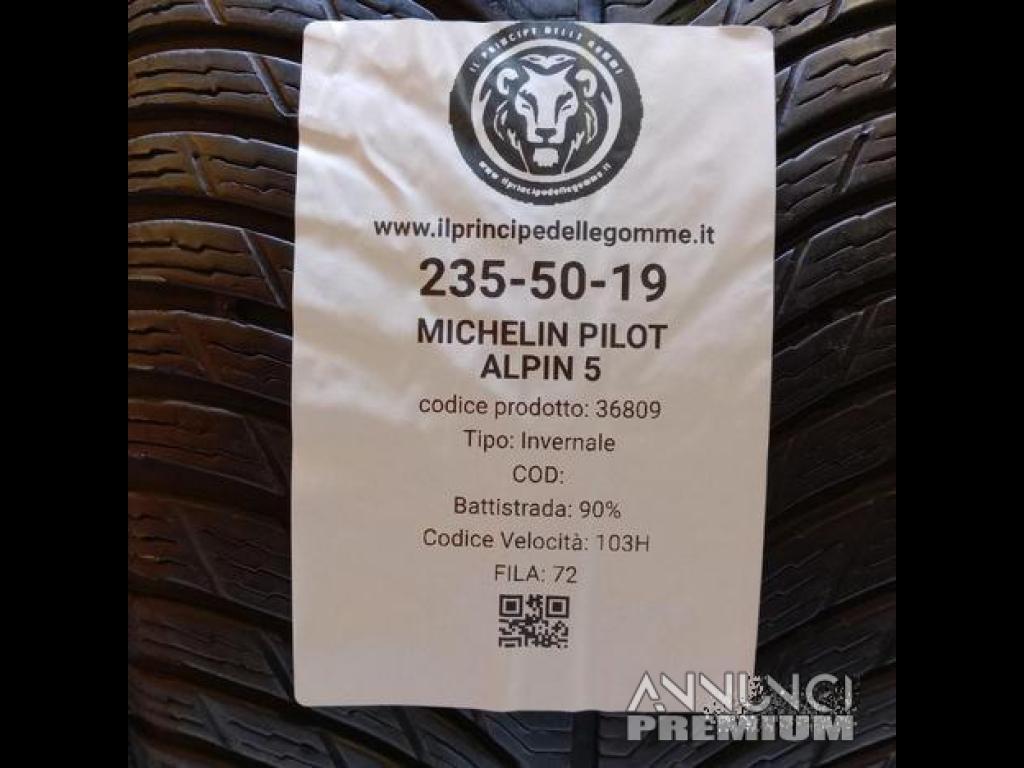 IL PRINCIPE DELLE GOMME
www.ilprincipedellegomme.it
www.ilprincipedellegomme.it
235-50-19
MICHELIN PILOT
ALPIN 5
codice prodotto: 36809
Tipo: Invernale
COD:
Battistrada: 90%
Codice Velocità: 103H
FILA: 72
ANNUNCI
PREMIUM